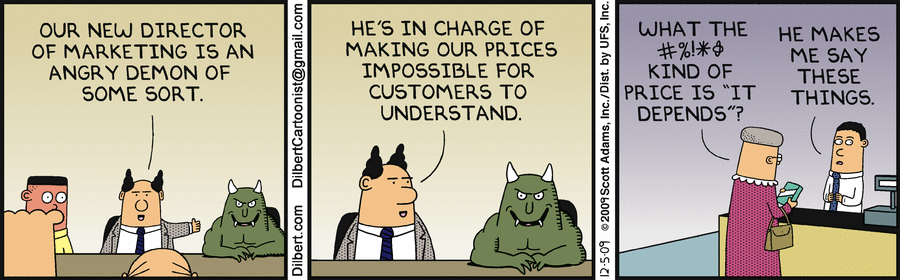 OUR NEW DIRECTOR
OF MARKETING IS AN
ANGRY DEMON OF
SOME SORT.
Dilbert.com DilbertCartoonist@gmail.com
HE'S IN CHARGE OF
MAKING OUR PRICES
IMPOSSIBLE FOR
CUSTOMERS TO
UNDERSTAND.
12-5-09 ©2009 Scott Adams, Inc./Dist. by UFS, Inc.
WHAT THE
#%!*¢
KIND OF
PRICE IS "IT
DEPENDS"?
HE MAKES
ME SAY
THESE
THINGS.